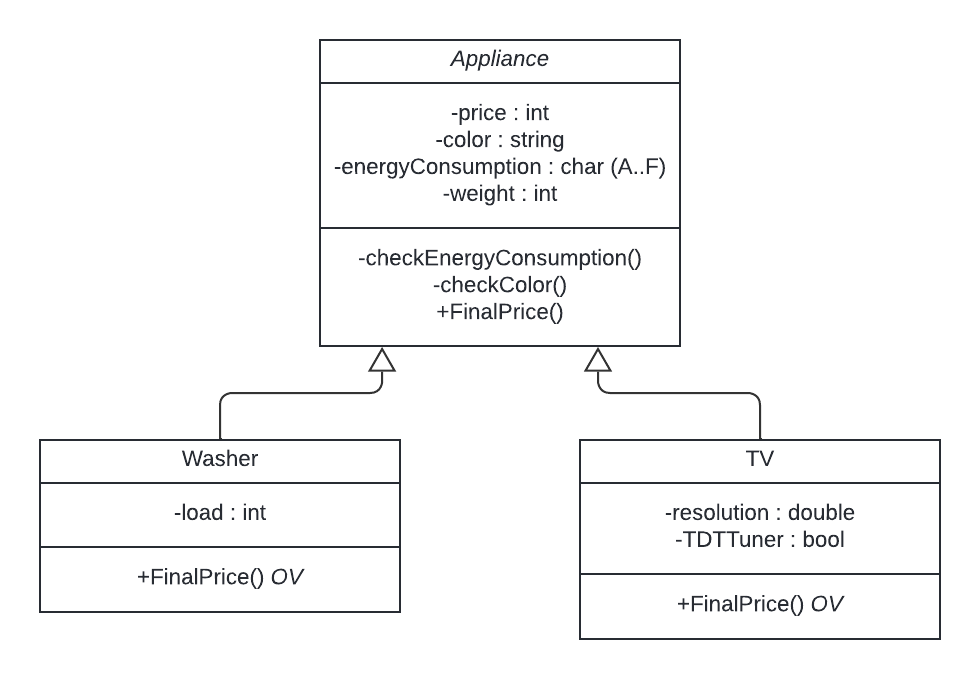 Appliance
-price : int
-color : string
-energyConsumption : char (A..F)
-weight : int
-checkEnergyConsumption()
-checkColor()
+FinalPrice()
Washer
-load : int
+FinalPrice() OV
TV
-resolution : double
-TDTTuner : bool
+FinalPrice() OV